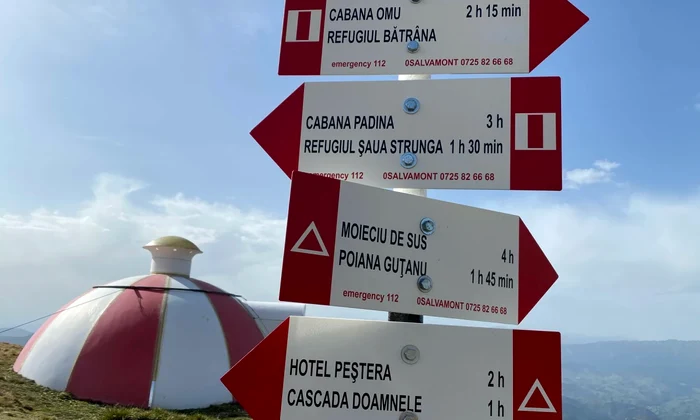 CABANA OMU 2 h 15 min
REFUGIUL BĂTRÂNA
emergency 112 0SALVAMONT 0725 82 66 68
CABANA PADINA 3 h
REFUGIUL ŞAUA STRUNGA 1 h 30 min
emergency 112 0SALVAMONT 0725 82 66 68
MOIECIU DE SUS 4 h
POIANA GUŢANU 1 h 45 min
emergency 112 0SALVAMONT 0725 82 66 68
HOTEL PEŞTERA 2 h
CASCADA DOAMNELE 1 h